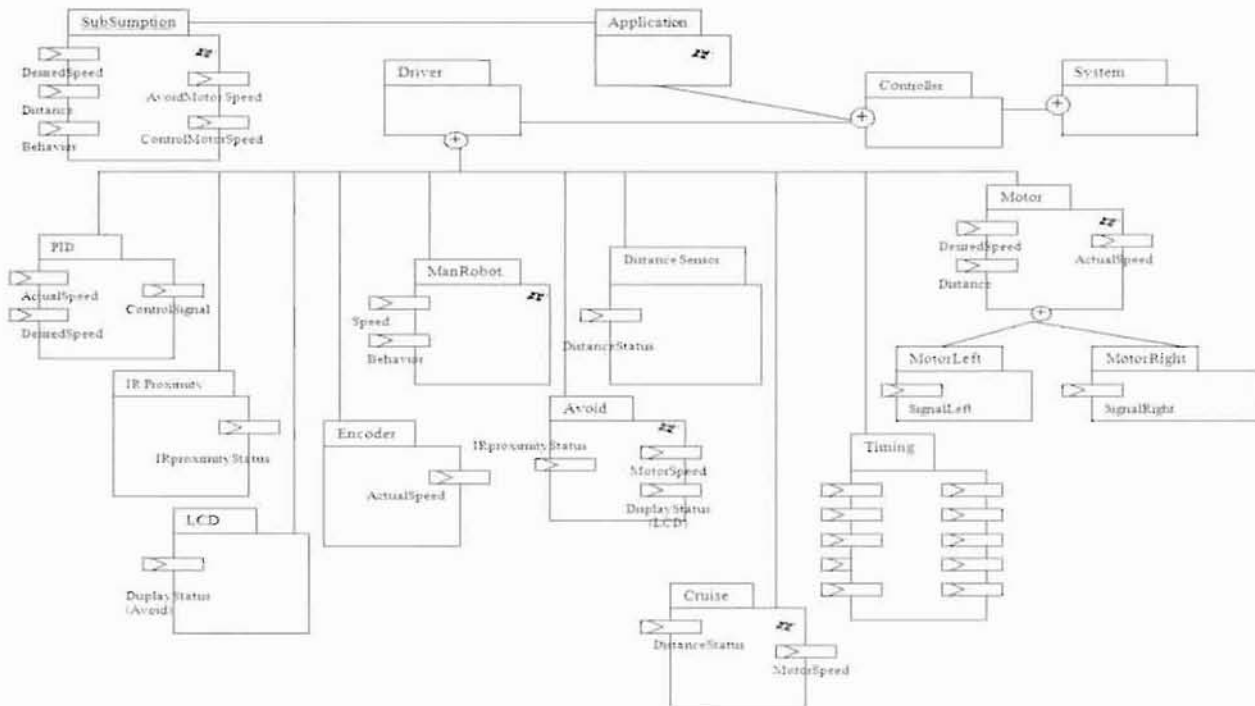 SubSumption
DesiredSpeed
Distance
Behavior
AvoidMotorSpeed
ControlMotorSpeed
Application
Driver
Controller
System
PID
ActualSpeed
DesiredSpeed
ControlSignal
IR Proximity
IRproximityStatus
LCD
DisplayStatus
(Avoid)
Encoder
ActualSpeed
ManRobot
Speed
Behavior
Distance Sensor
DistanceStatus
Avoid
IRproximityStatus
MotorSpeed
DisplayStatus
(LCD)
Cruise
DistanceStatus
MotorSpeed
Timing
Motor
DesiredSpeed
Distance
ActualSpeed
MotorLeft
SignalLeft
MotorRight
SignalRight